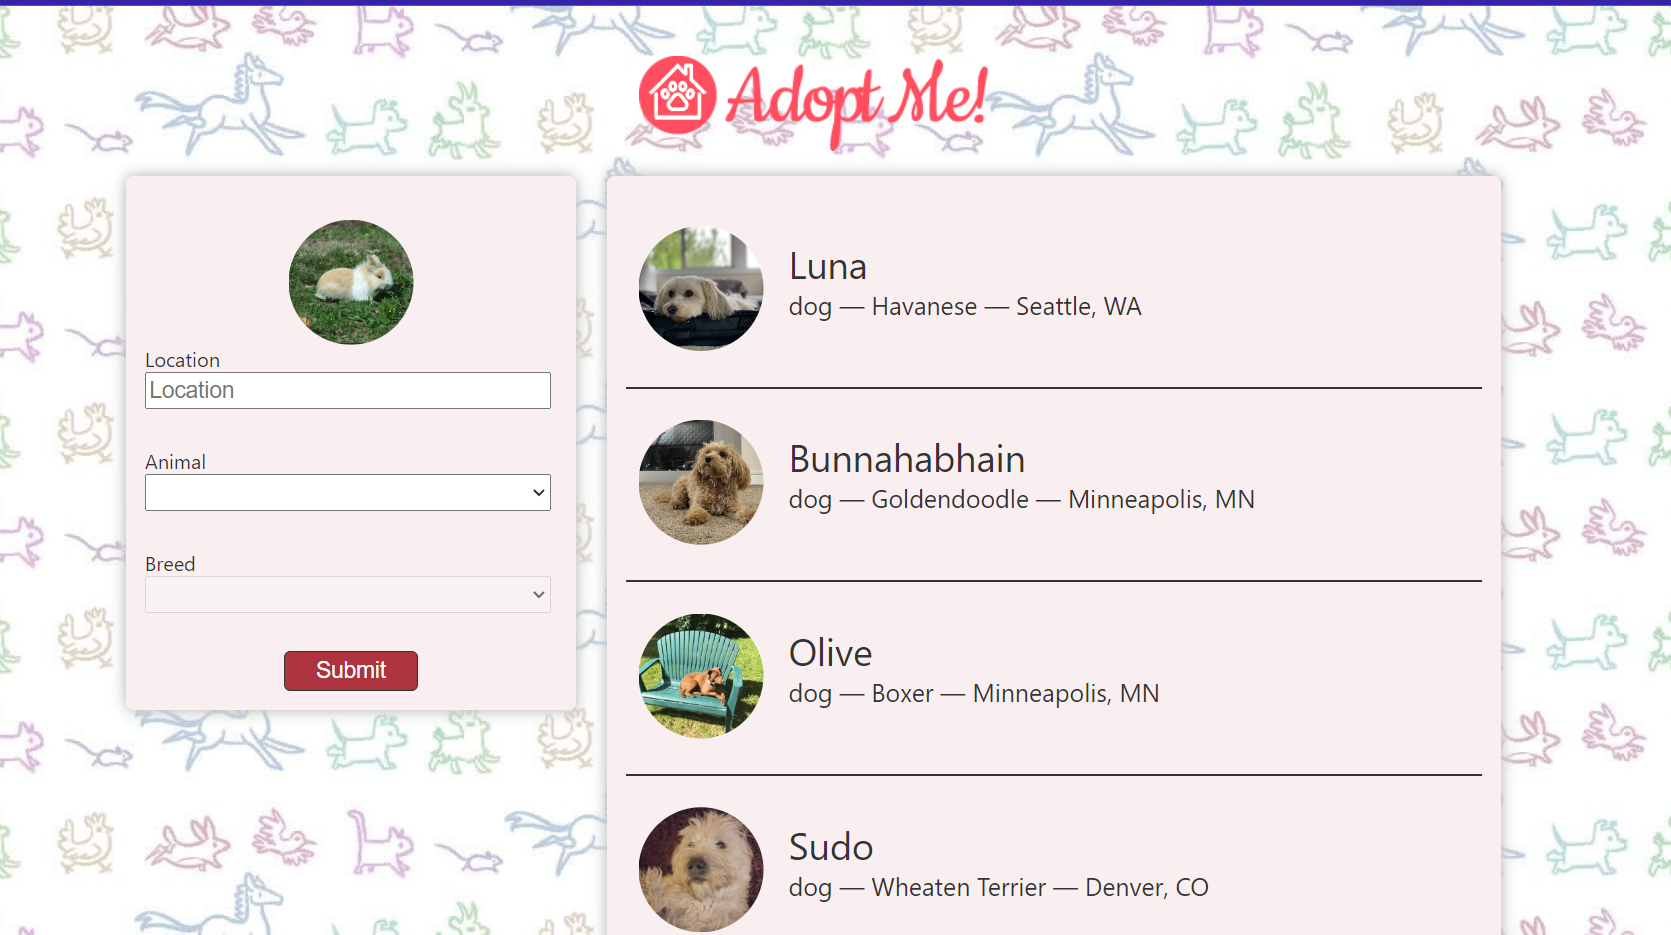 Adopt Me!
Location
Location
Animal
Breed
Submit
Luna
dog — Havanese — Seattle, WA
Bunnahabhain
dog — Goldendoodle — Minneapolis, MN
Olive
dog — Boxer — Minneapolis, MN
Sudo
dog — Wheaten Terrier — Denver, CO